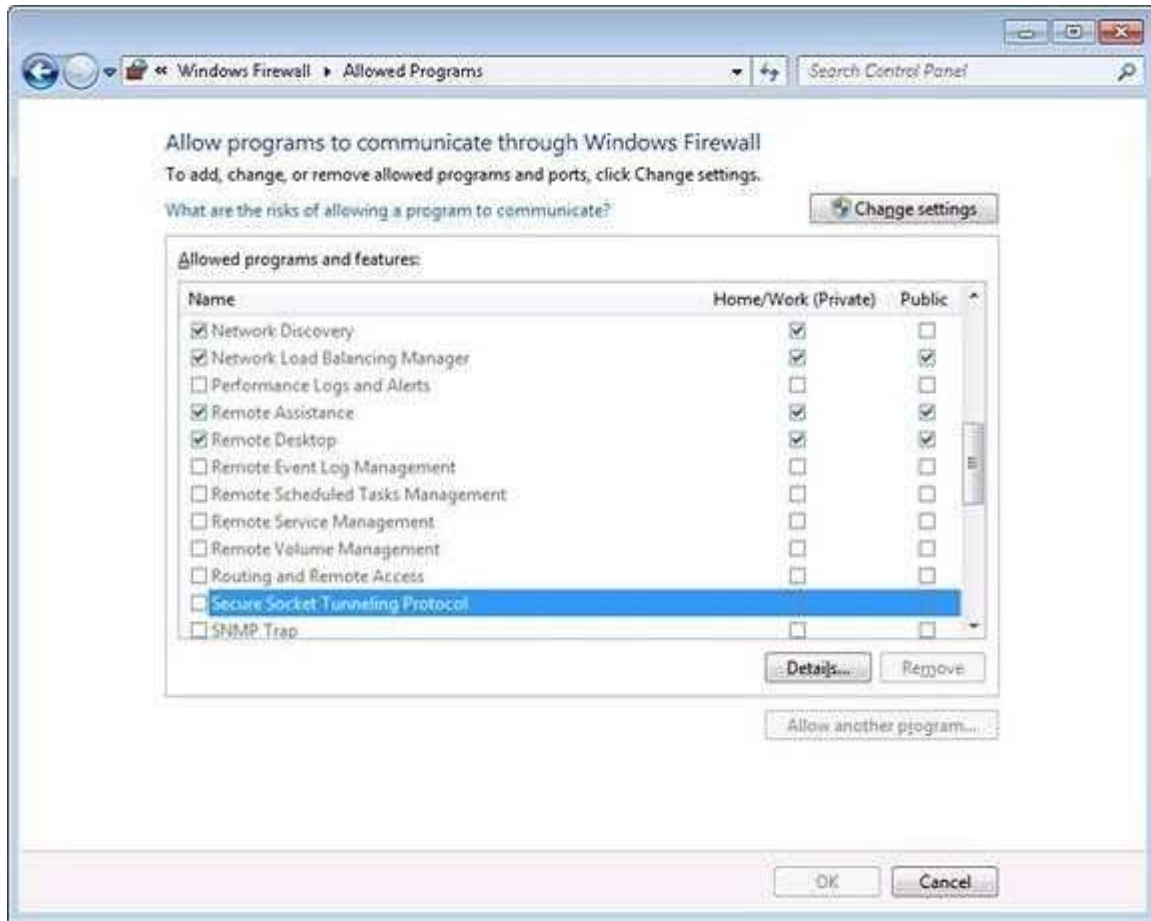 « Windows Firewall ▸ Allowed Programs Search Control Panel
Allow programs to communicate through Windows Firewall
To add, change, or remove allowed programs and ports, click Change settings.
What are the risks of allowing a program to communicate? Change settings
Allowed programs and features:
Name Home/Work (Private) Public
Network Discovery
Network Load Balancing Manager
Performance Logs and Alerts
Remote Assistance
Remote Desktop
Remote Event Log Management
Remote Scheduled Tasks Management
Remote Service Management
Remote Volume Management
Routing and Remote Access
Secure Socket Tunneling Protocol
SNMP Trap
Details... Remove
Allow another program...
OK Cancel